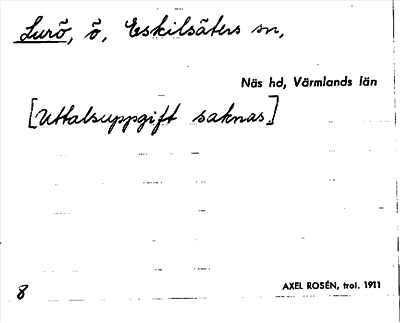 Lurö, ö, Eskilsäters sn,
Näs hd, Värmlands län
[Uttalsuppgift saknas.]
8
AXEL ROSÉN, trol. 1911